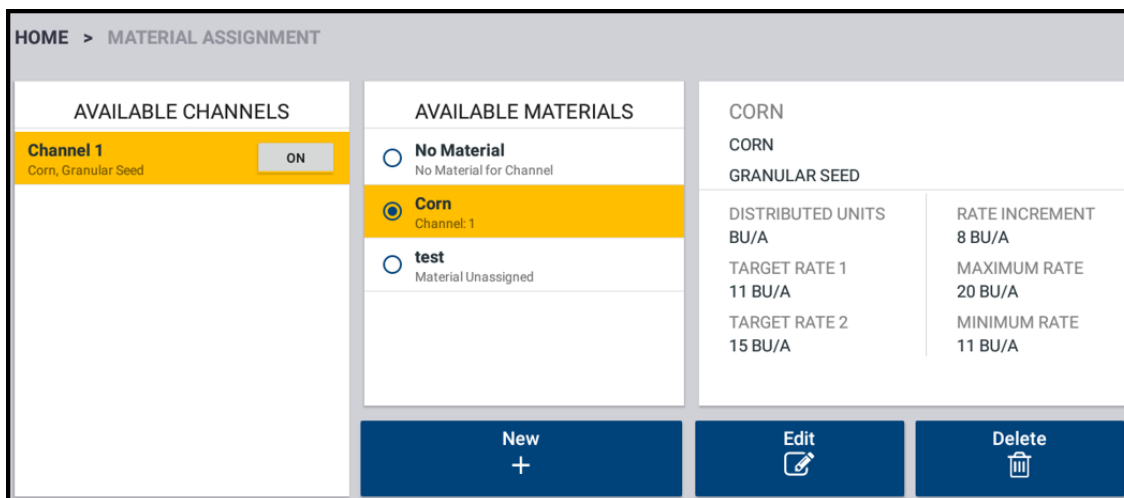 HOME > MATERIAL ASSIGNMENT
AVAILABLE CHANNELS
Channel 1
Corn, Granular Seed
ON
AVAILABLE MATERIALS
No Material
No Material for Channel
Corn
Channel: 1
test
Material Unassigned
CORN
CORN
GRANULAR SEED
DISTRIBUTED UNITS
BU/A
TARGET RATE 1
11 BU/A
TARGET RATE 2
15 BU/A
RATE INCREMENT
8 BU/A
MAXIMUM RATE
20 BU/A
MINIMUM RATE
11 BU/A
New
Edit
Delete